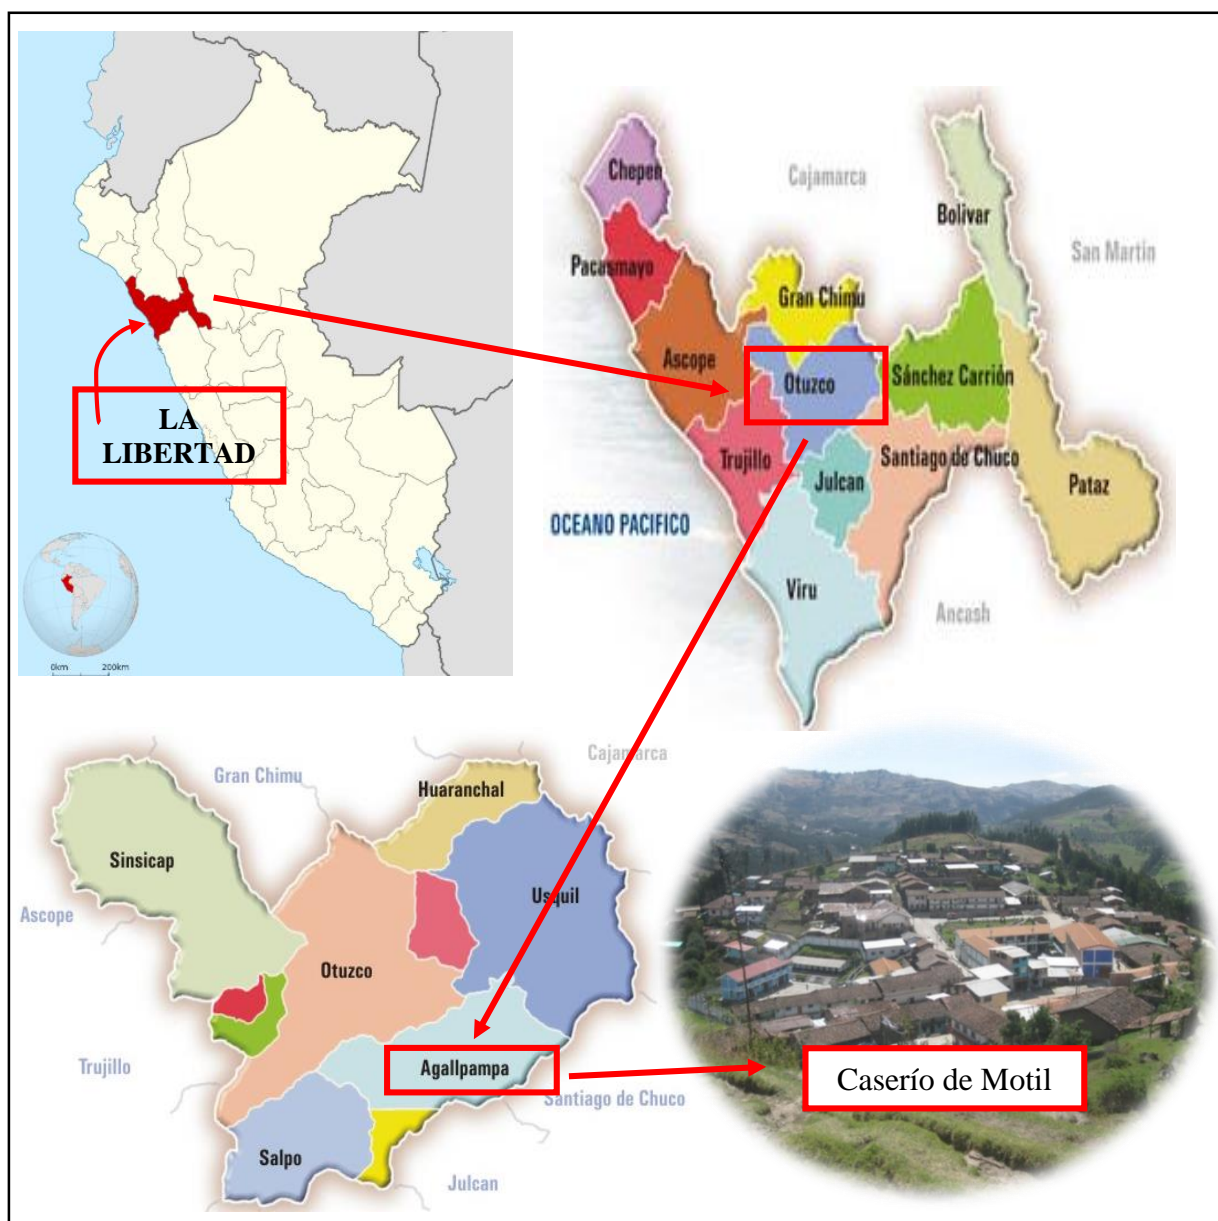 LA
LIBERTAD
0km 200km
Chepen
Cajamarca
Bolivar
San Martin
Pacasmayo
Gran Chimu
Ascope
Otuzco
Sánchez Carrión
Trujillo
Julcan
Santiago de Chuco
Pataz
OCEANO PACIFICO
Viru
Ancash
Cajamarca
Gran Chimu
Huaranchal
Sinsicap
Usquil
Ascope
Otuzco
Trujillo
Agallpampa
Santiago de Chuco
Salpo
Julcan
Caserío de Motil